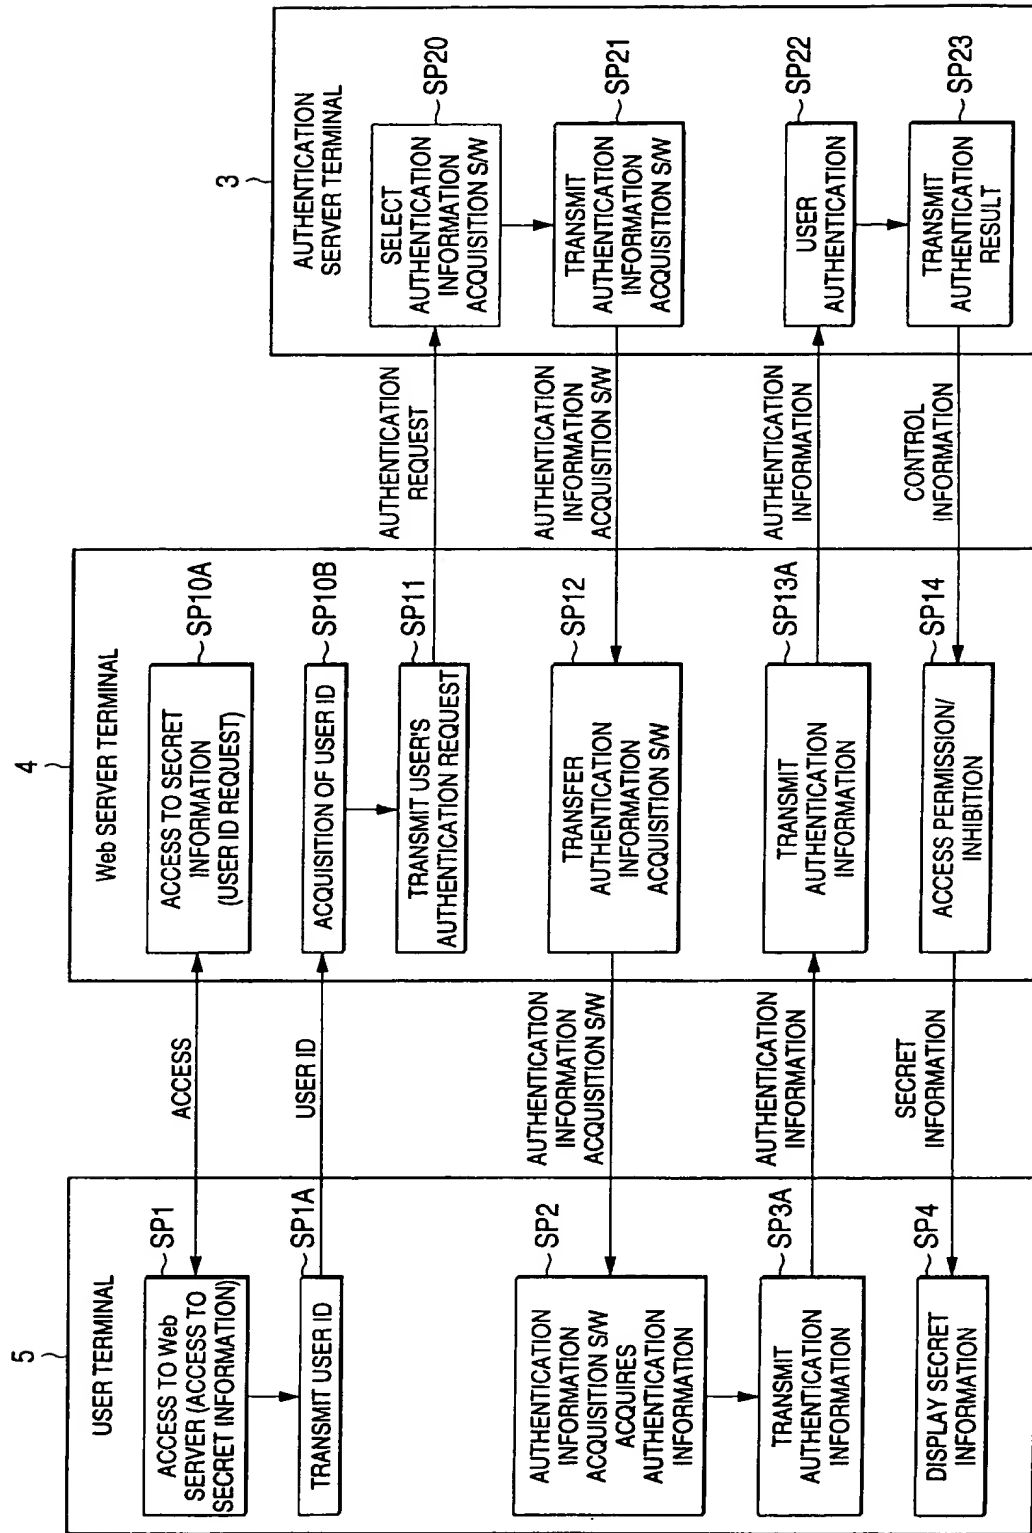 5
USER TERMINAL
SP1
ACCESS TO Web
SERVER (ACCESS TO
SECRET INFORMATION)
SP1A
TRANSMIT USER ID
SP2
AUTHENTICATION
INFORMATION
ACQUISITION S/W
ACQUIRES
AUTHENTICATION
INFORMATION
SP3A
TRANSMIT
AUTHENTICATION
INFORMATION
SP4
DISPLAY SECRET
INFORMATION
ACCESS
USER ID
AUTHENTICATION
INFORMATION
ACQUISITION S/W
AUTHENTICATION
INFORMATION
SECRET
INFORMATION
4
Web SERVER TERMINAL
SP10A
ACCESS TO SECRET
INFORMATION
(USER ID REQUEST)
SP10B
ACQUISITION OF USER ID
SP11
TRANSMIT USER'S
AUTHENTICATION REQUEST
SP12
TRANSFER
AUTHENTICATION
INFORMATION
ACQUISITION S/W
SP13A
TRANSMIT
AUTHENTICATION
INFORMATION
SP14
ACCESS PERMISSION/
INHIBITION
AUTHENTICATION
REQUEST
AUTHENTICATION
INFORMATION
ACQUISITION S/W
AUTHENTICATION
INFORMATION
CONTROL
INFORMATION
3
AUTHENTICATION
SERVER TERMINAL
SP20
SELECT
AUTHENTICATION
INFORMATION
ACQUISITION S/W
SP21
TRANSMIT
AUTHENTICATION
INFORMATION
ACQUISITION S/W
SP22
USER
AUTHENTICATION
SP23
TRANSMIT
AUTHENTICATION
RESULT